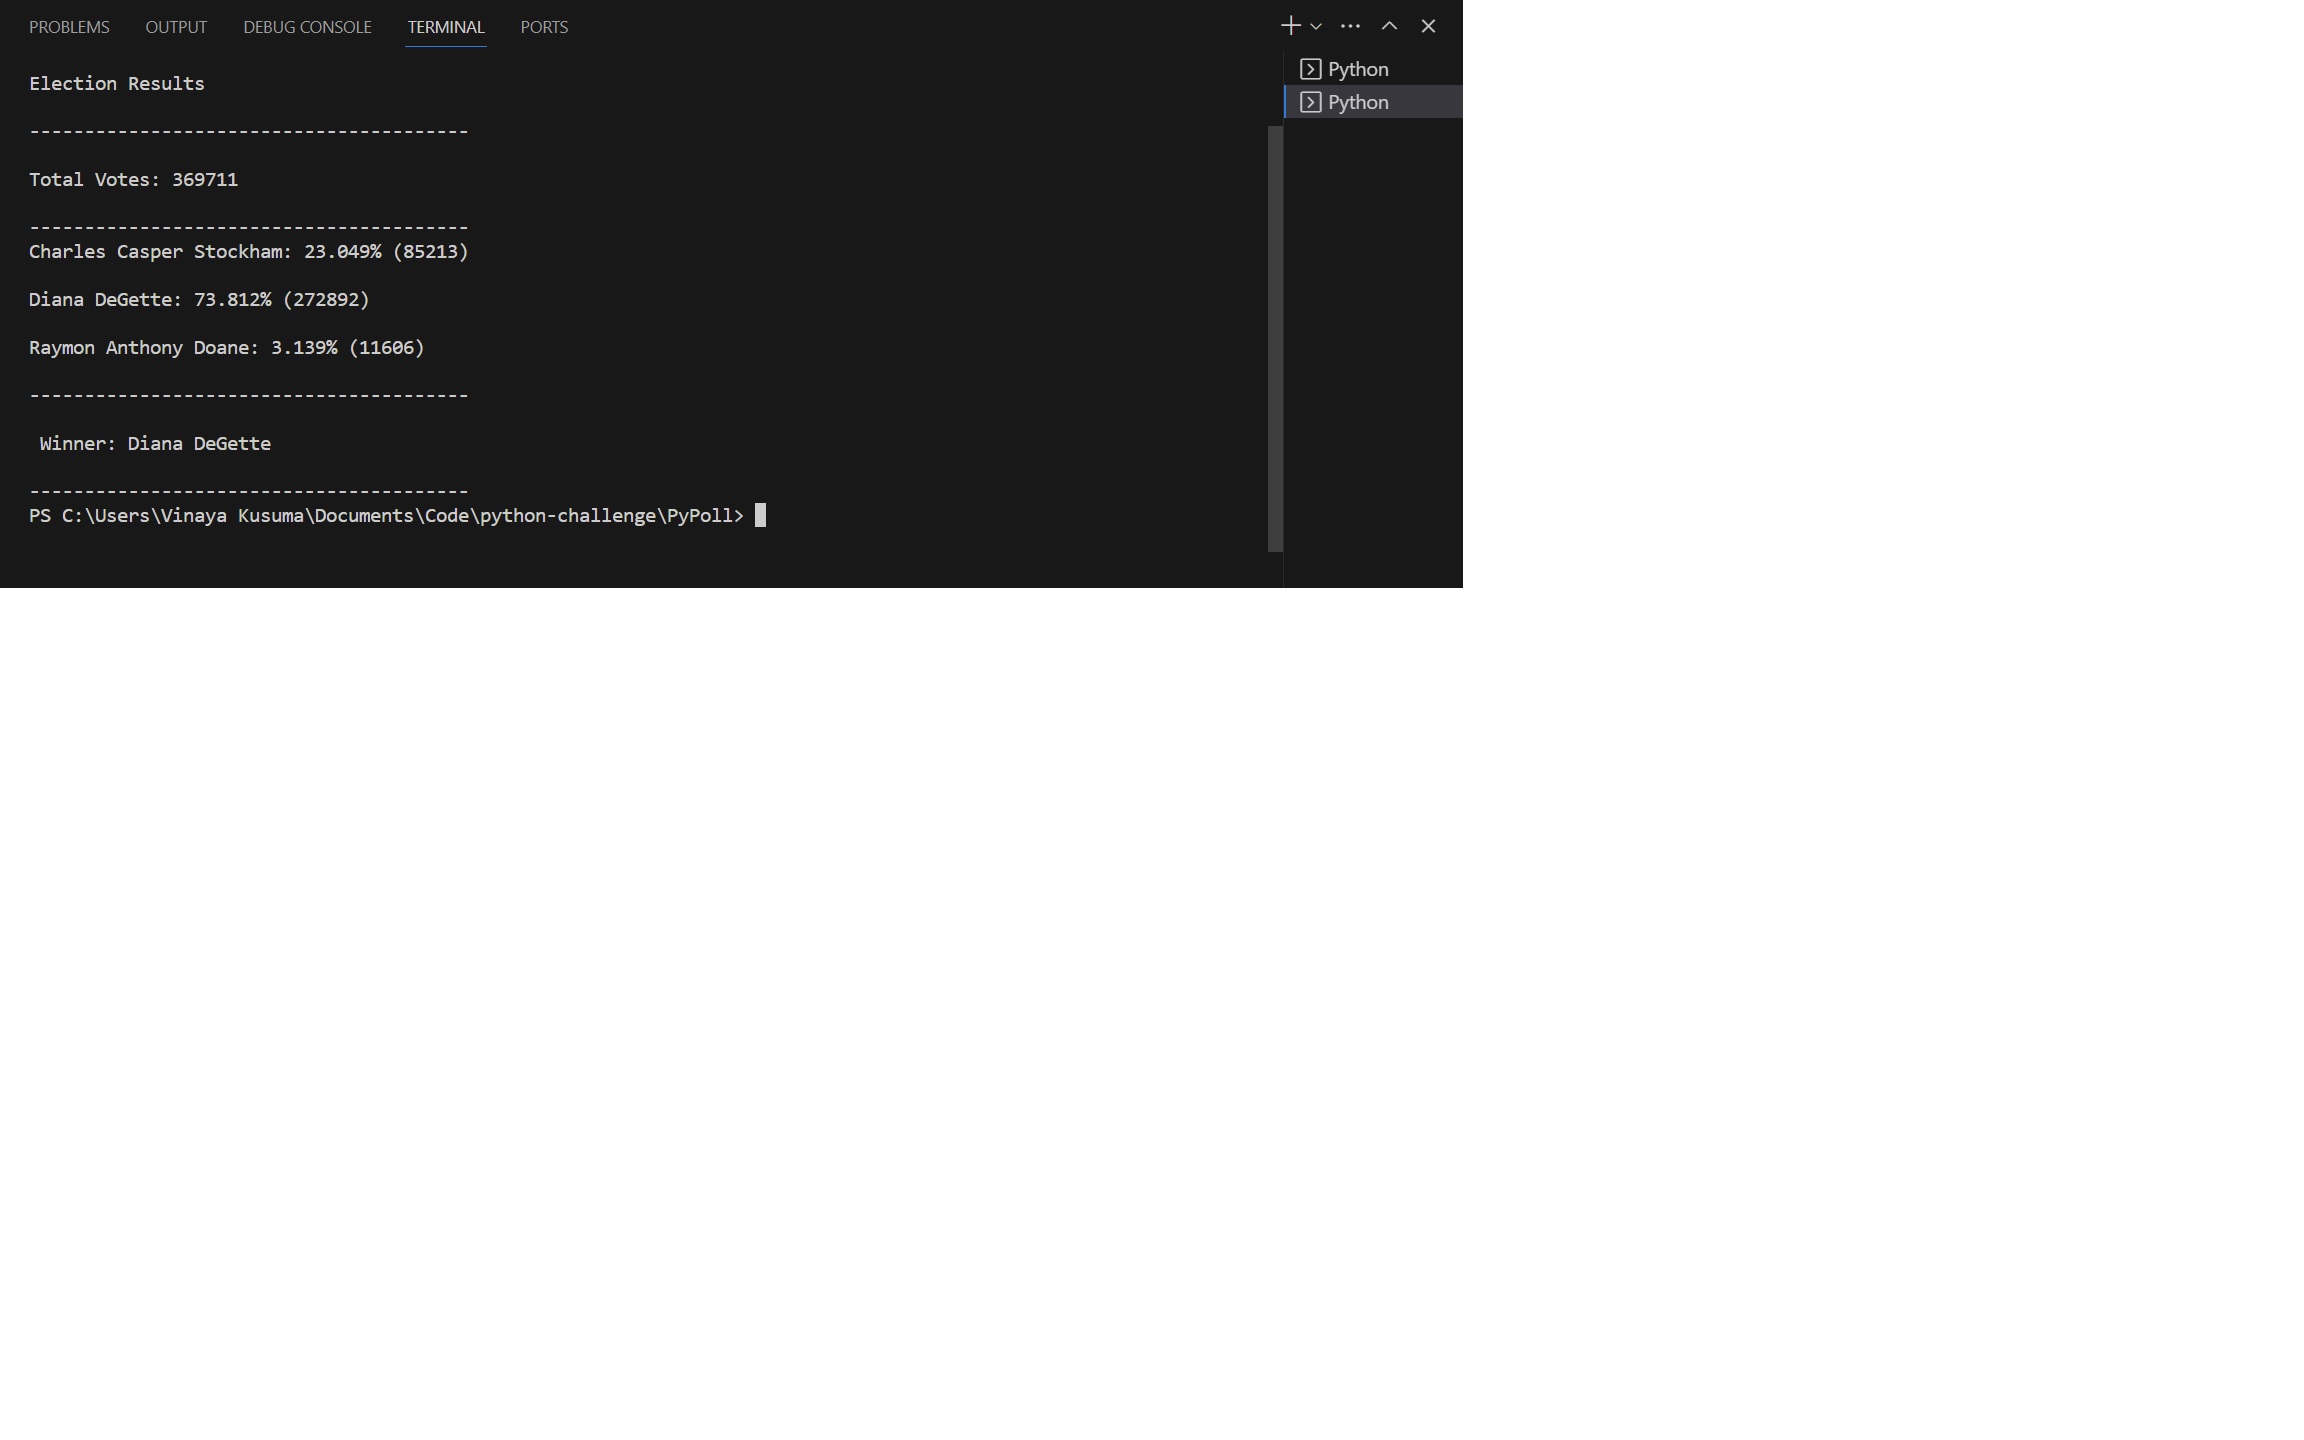 PROBLEMS OUTPUT DEBUG CONSOLE TERMINAL PORTS
Python
Python
Election Results
----------------------------------------
Total Votes: 369711
----------------------------------------
Charles Casper Stockham: 23.049% (85213)
Diana DeGette: 73.812% (272892)
Raymon Anthony Doane: 3.139% (11606)
----------------------------------------
Winner: Diana DeGette
----------------------------------------
PS C:\Users\Vinaya Kusuma\Documents\Code\python-challenge\PyPoll>